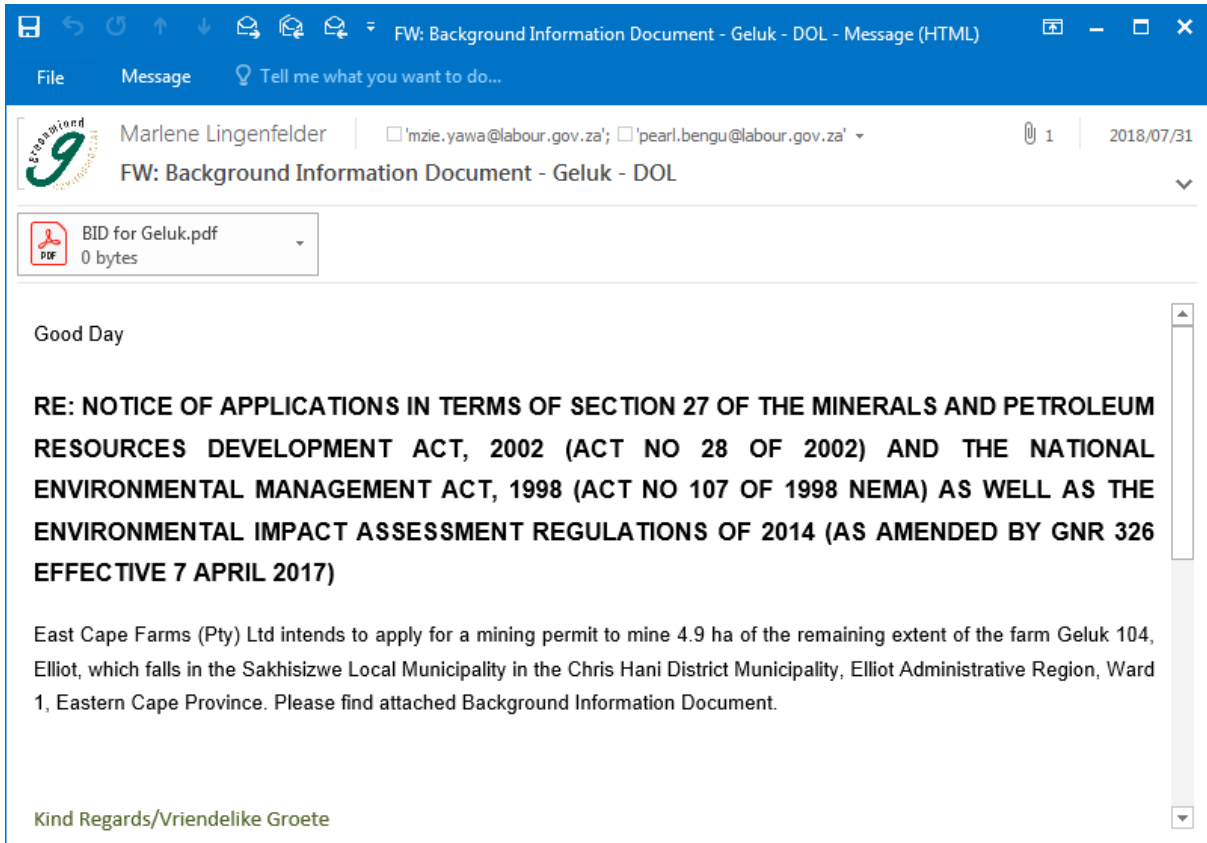 FW: Background Information Document - Geluk - DOL - Message (HTML)
File Message Tell me what you want to do...
Marlene Lingenfelder 'mzie.yawa@labour.gov.za'; 'pearl.bengu@labour.gov.za' 1 2018/07/31
FW: Background Information Document - Geluk - DOL
BID for Geluk.pdf
PDF 0 bytes
Good Day
RE: NOTICE OF APPLICATIONS IN TERMS OF SECTION 27 OF THE MINERALS AND PETROLEUM
RESOURCES DEVELOPMENT ACT, 2002 (ACT NO 28 OF 2002) AND THE NATIONAL
ENVIRONMENTAL MANAGEMENT ACT, 1998 (ACT NO 107 OF 1998 NEMA) AS WELL AS THE
ENVIRONMENTAL IMPACT ASSESSMENT REGULATIONS OF 2014 (AS AMENDED BY GNR 326
EFFECTIVE 7 APRIL 2017)
East Cape Farms (Pty) Ltd intends to apply for a mining permit to mine 4.9 ha of the remaining extent of the farm Geluk 104,
Elliot, which falls in the Sakhisizwe Local Municipality in the Chris Hani District Municipality, Elliot Administrative Region, Ward
1, Eastern Cape Province. Please find attached Background Information Document.
Kind Regards/Vriendelike Groete